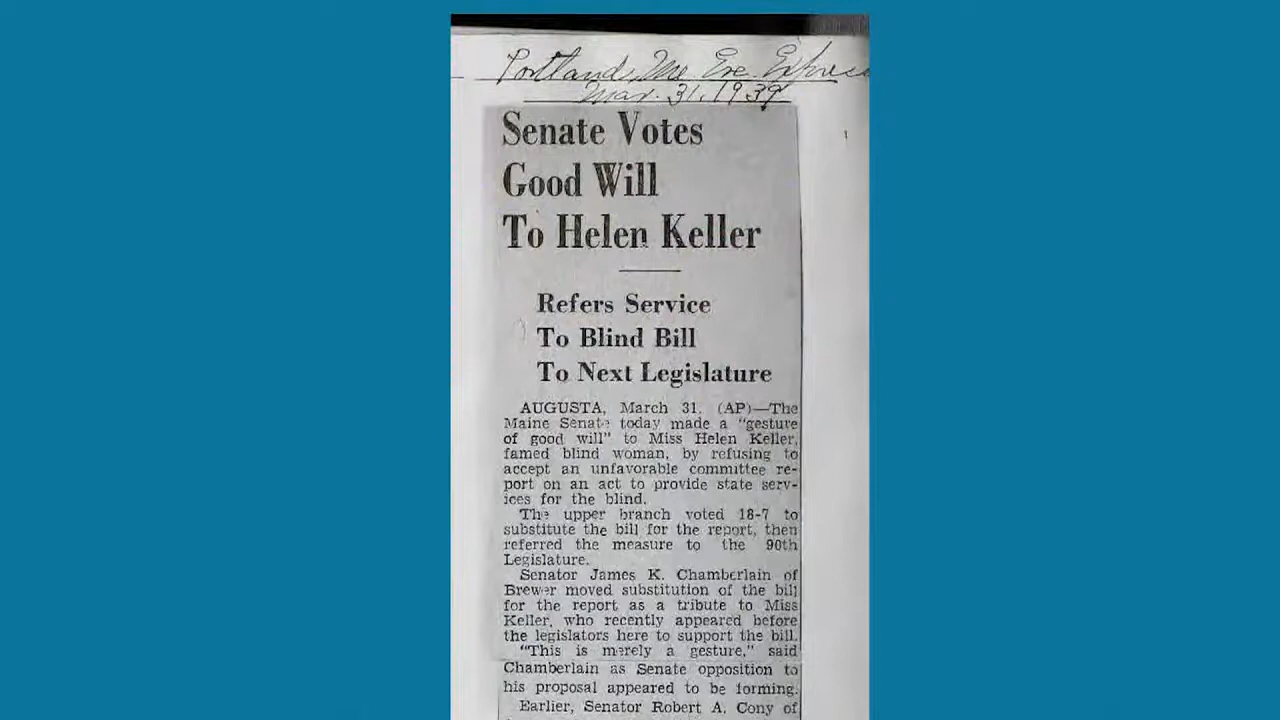 Portland, Me Eve. Express
Mar. 31, 1939
Senate Votes
Good Will
To Helen Keller
Refers Service
To Blind Bill
To Next Legislature
AUGUSTA, March 31. (AP)—The
Maine Senate today made a "gesture
of good will" to Miss Helen Keller,
famed blind woman, by refusing to
accept an unfavorable committee re-
port on an act to provide state serv-
ices for the blind.
The upper branch voted 18-7 to
substitute the bill for the report, then
referred the measure to the 90th
Legislature.
Senator James K. Chamberlain of
Brewer moved substitution of the bill
for the report as a tribute to Miss
Keller, who recently appeared before
the legislators here to support the bill.
"This is merely a gesture," said
Chamberlain as Senate opposition to
his proposal appeared to be forming.
Earlier, Senator Robert A. Cony of